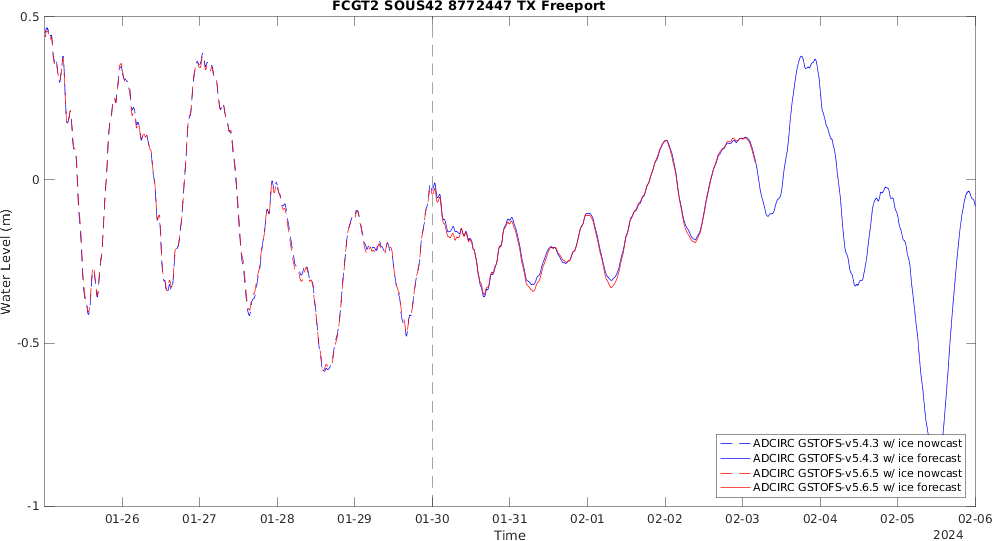 FCGT2 SOUS42 8772447 TX Freeport
0.5
0
-0.5
-1
Water Level (m)
01-26 01-27 01-28 01-29 01-30 01-31 02-01 02-02 02-03 02-04 02-05 02-06
Time
2024
ADCIRC GSTOFS-v5.4.3 w/ ice nowcast
ADCIRC GSTOFS-v5.4.3 w/ ice forecast
ADCIRC GSTOFS-v5.6.5 w/ ice nowcast
ADCIRC GSTOFS-v5.6.5 w/ ice forecast